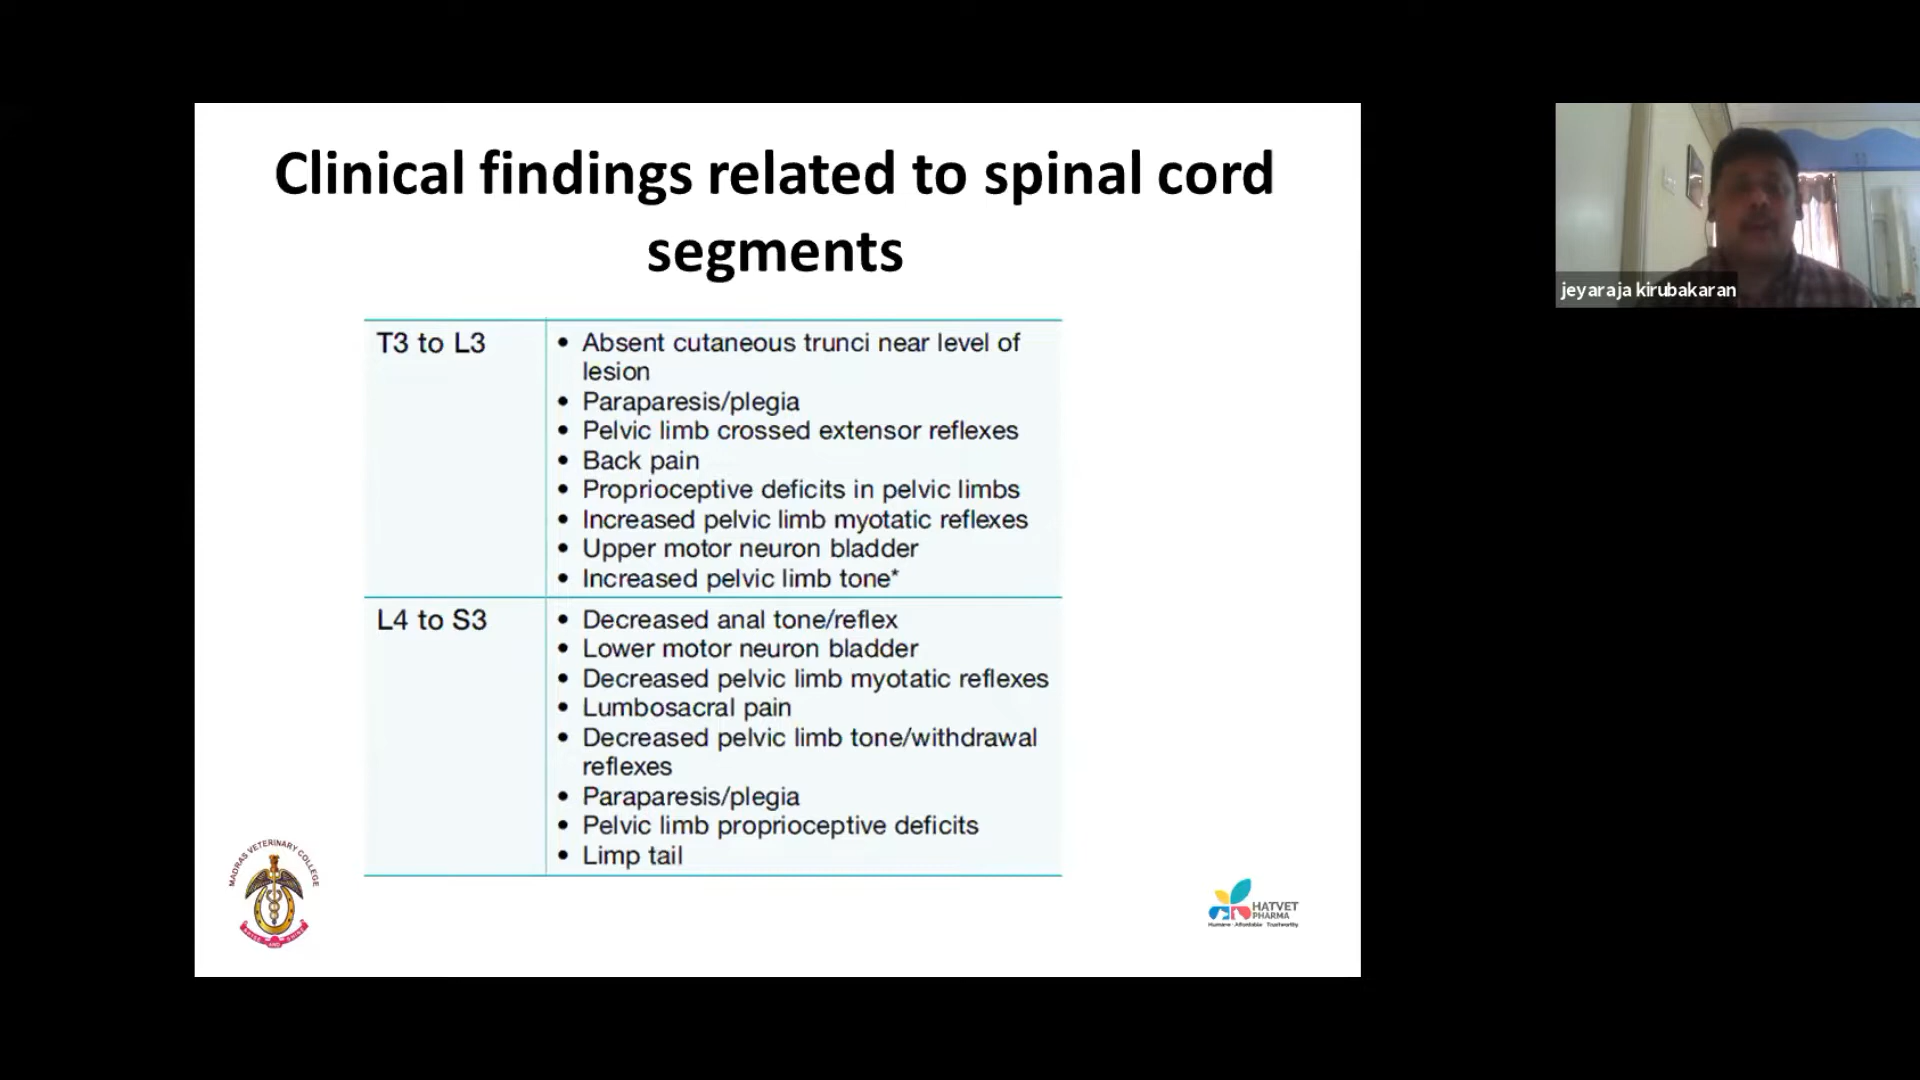 Clinical findings related to spinal cord
segments
T3 to L3
• Absent cutaneous trunci near level of
lesion
• Paraparesis/plegia
• Pelvic limb crossed extensor reflexes
• Back pain
• Proprioceptive deficits in pelvic limbs
• Increased pelvic limb myotatic reflexes
• Upper motor neuron bladder
• Increased pelvic limb tone*
L4 to S3
• Decreased anal tone/reflex
• Lower motor neuron bladder
• Decreased pelvic limb myotatic reflexes
• Lumbosacral pain
• Decreased pelvic limb tone/withdrawal
reflexes
• Paraparesis/plegia
• Pelvic limb proprioceptive deficits
• Limp tail
MADRAS VETERINARY COLLEGE
HATVET
PHARMA
Humane · Affordable · Trustworthy
jeyaraja kirubakaran